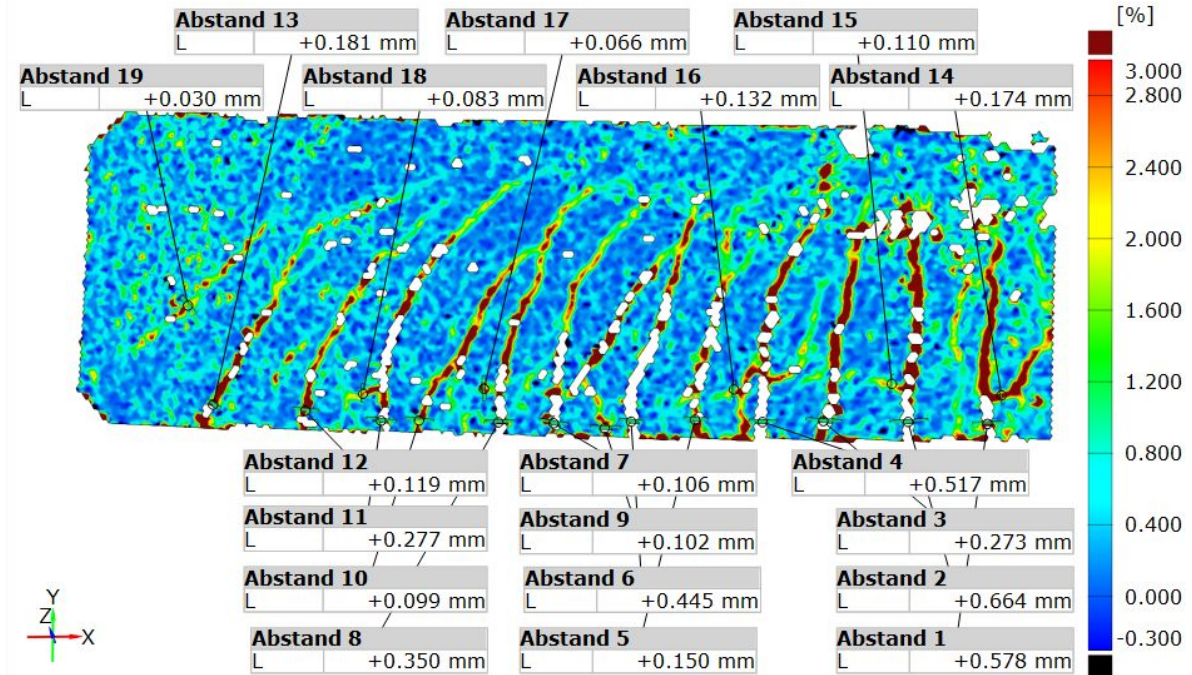 Abstand 13
L +0.181 mm
Abstand 17
L +0.066 mm
Abstand 15
L +0.110 mm
[%]
Abstand 19
L +0.030 mm
Abstand 18
L +0.083 mm
Abstand 16
L +0.132 mm
Abstand 14
L +0.174 mm
3.000
2.800
2.400
2.000
1.600
1.200
0.800
0.400
0.000
-0.300
Abstand 12
L +0.119 mm
Abstand 7
L +0.106 mm
Abstand 4
L +0.517 mm
Abstand 11
L +0.277 mm
Abstand 9
L +0.102 mm
Abstand 3
L +0.273 mm
Abstand 10
L +0.099 mm
Abstand 6
L +0.445 mm
Abstand 2
L +0.664 mm
Abstand 8
L +0.350 mm
Abstand 5
L +0.150 mm
Abstand 1
L +0.578 mm
Y
Z
X